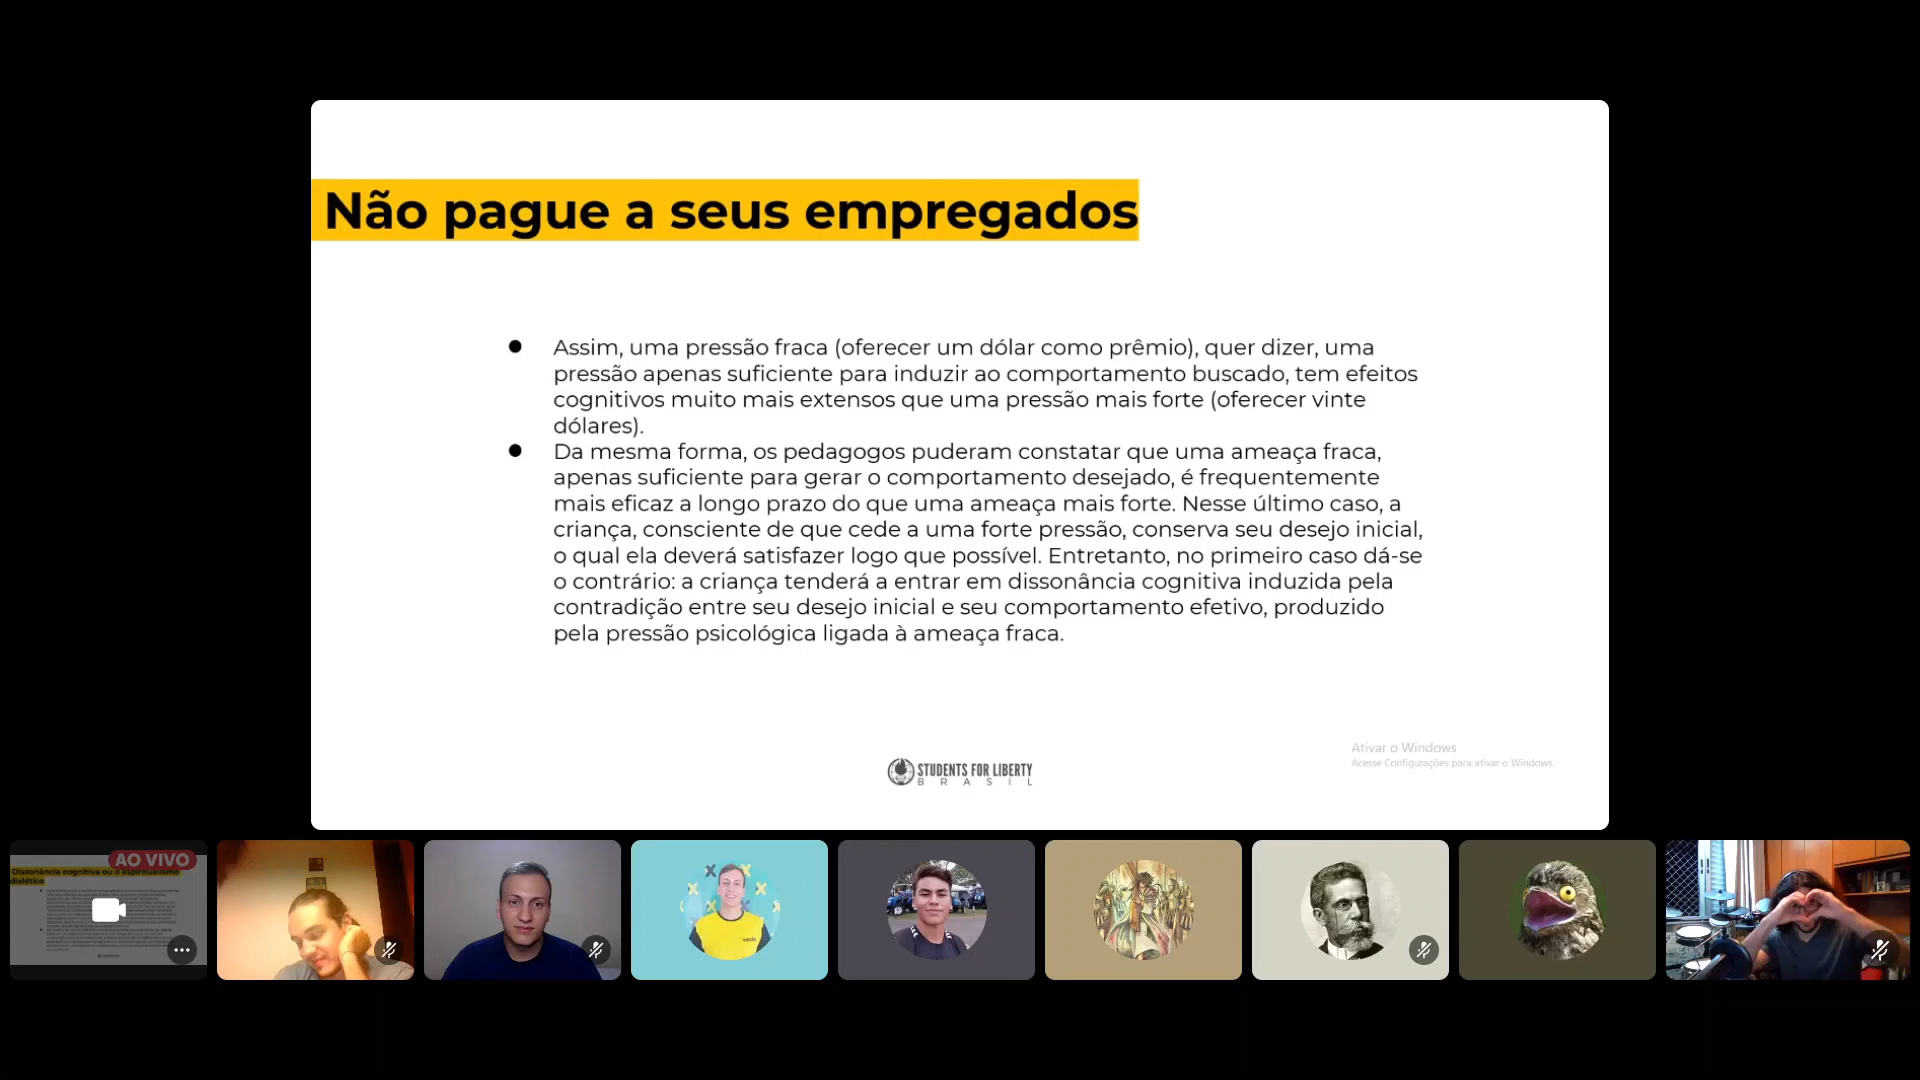 Não pague a seus empregados
Assim, uma pressão fraca (oferecer um dólar como prêmio), quer dizer, uma
pressão apenas suficiente para induzir ao comportamento buscado, tem efeitos
cognitivos muito mais extensos que uma pressão mais forte (oferecer vinte
dólares).
Da mesma forma, os pedagogos puderam constatar que uma ameaça fraca,
apenas suficiente para gerar o comportamento desejado, é frequentemente
mais eficaz a longo prazo do que uma ameaça mais forte. Nesse último caso, a
criança, consciente de que cede a uma forte pressão, conserva seu desejo inicial,
o qual ela deverá satisfazer logo que possível. Entretanto, no primeiro caso dá-se
o contrário: a criança tenderá a entrar em dissonância cognitiva induzida pela
contradição entre seu desejo inicial e seu comportamento efetivo, produzido
pela pressão psicológica ligada à ameaça fraca.
Ativar o Windows
Acesse Configurações para ativar o Windows.
STUDENTS FOR LIBERTY
BRASIL
AO VIVO
Dissonância cognitiva ou o espiritualismo
dialético